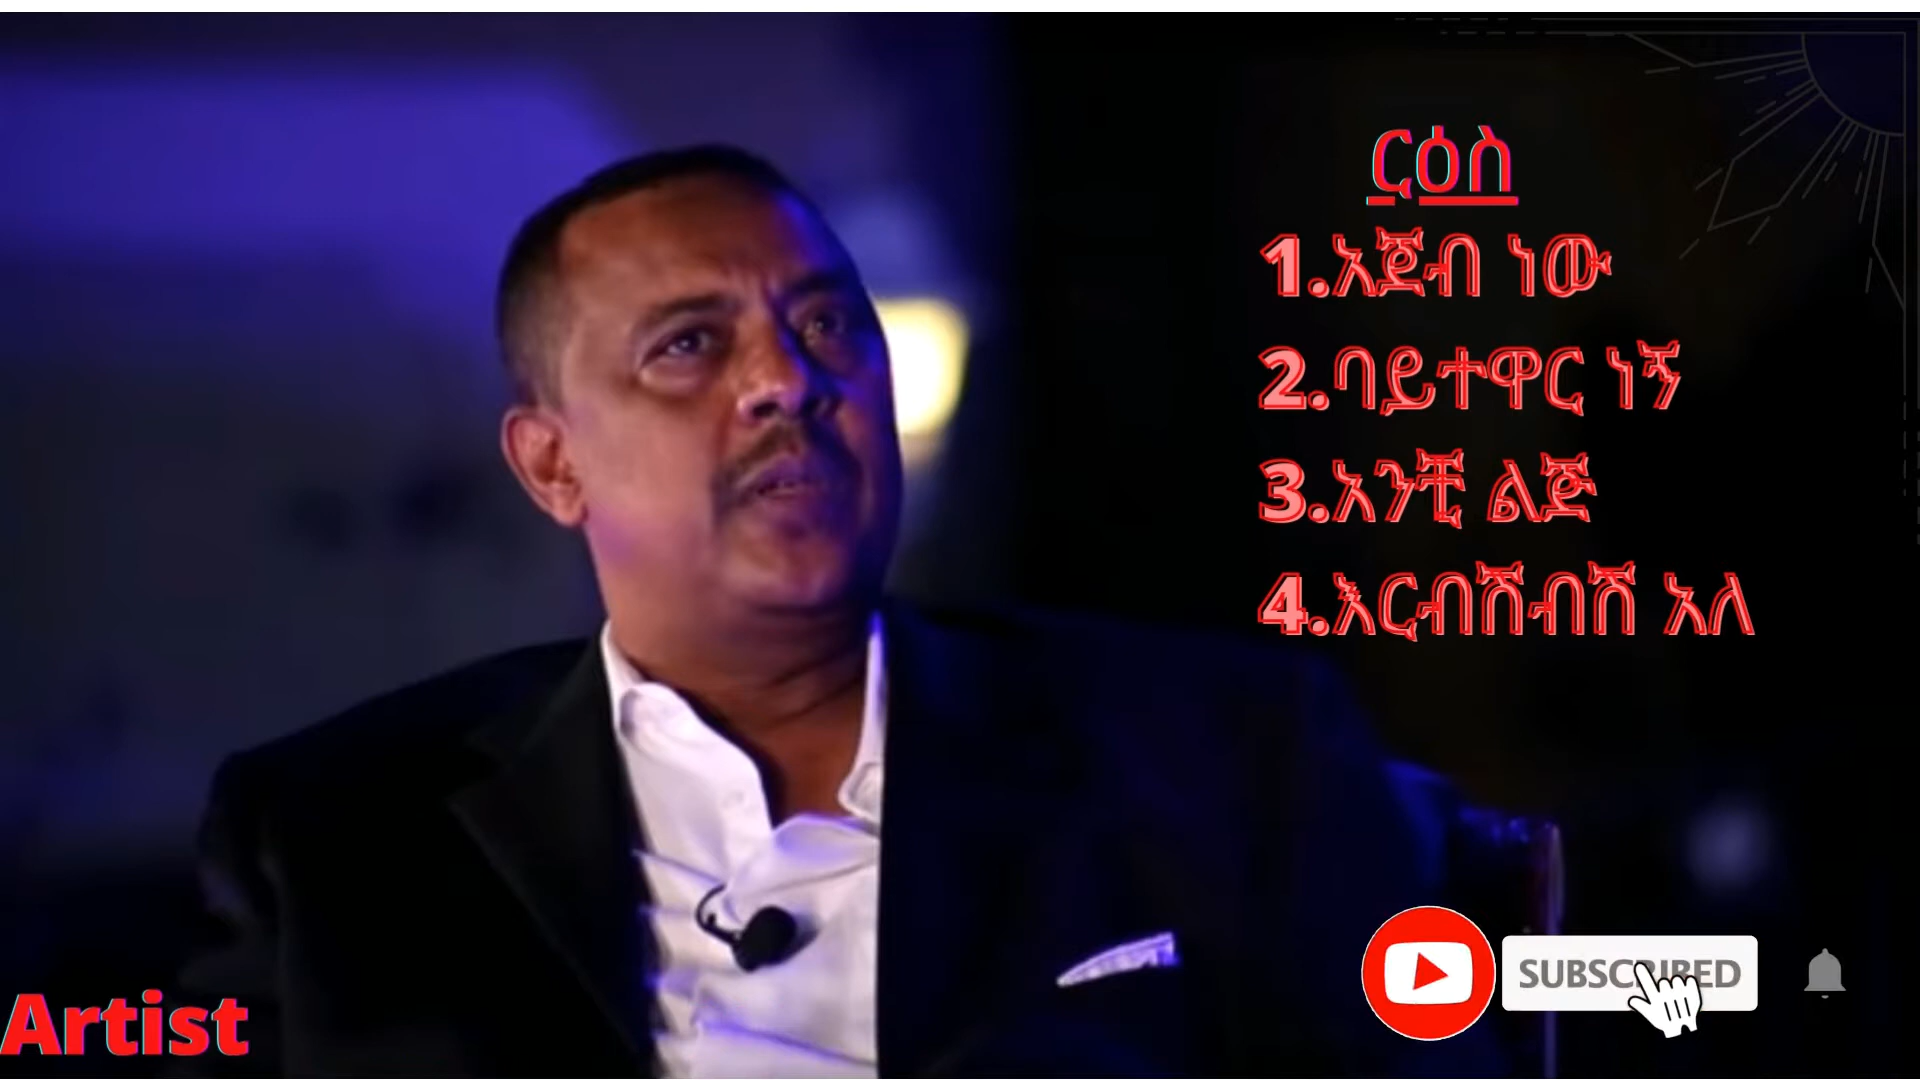 ርዕስ
1.አጀብ ነው
2.ባይተዋር ነኝ
3.አንቺ ልጅ
4.እርብሽብሽ አለ
SUBSCRIBED
Artist